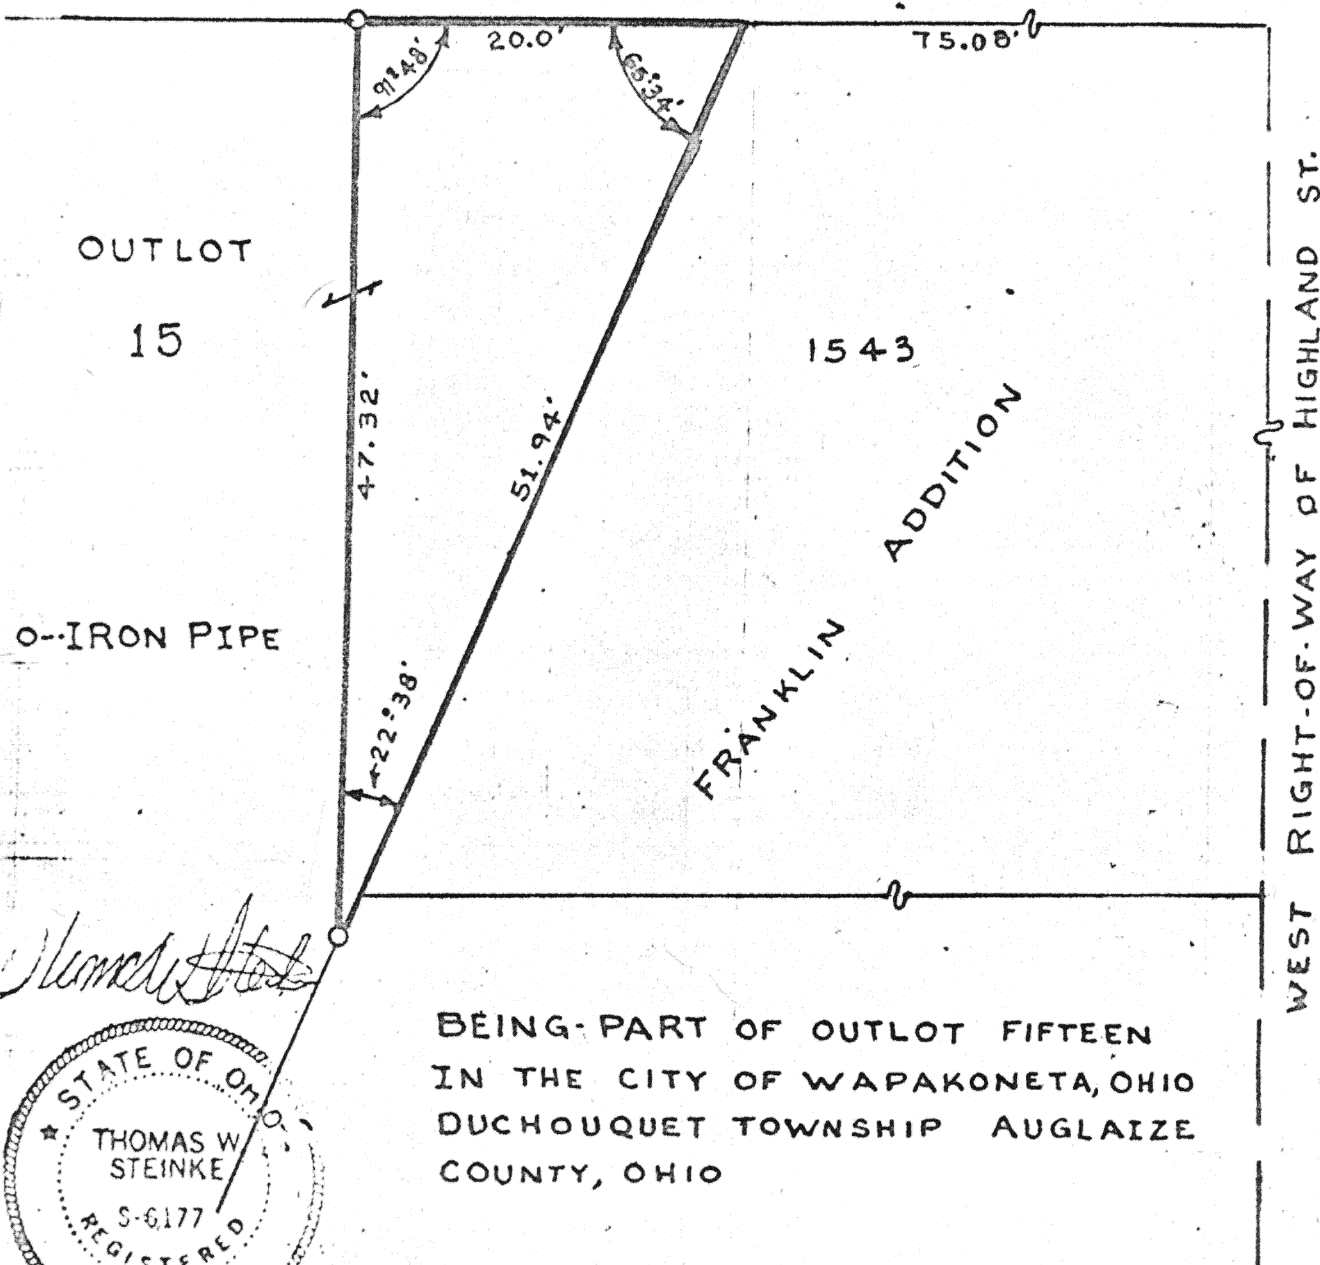 20.0'
75.08'
91°48'
65°34'
OUTLOT
15
1543
47.32'
51.94'
FRANKLIN ADDITION
WEST RIGHT-OF-WAY OF HIGHLAND ST.
o--IRON PIPE
22°38'
BEING-PART OF OUTLOT FIFTEEN
IN THE CITY OF WAPAKONETA, OHIO
DUCHOUQUET TOWNSHIP AUGLAIZE
COUNTY, OHIO
★ STATE OF OHIO
THOMAS W
STEINKE
S-6177
REGISTERED